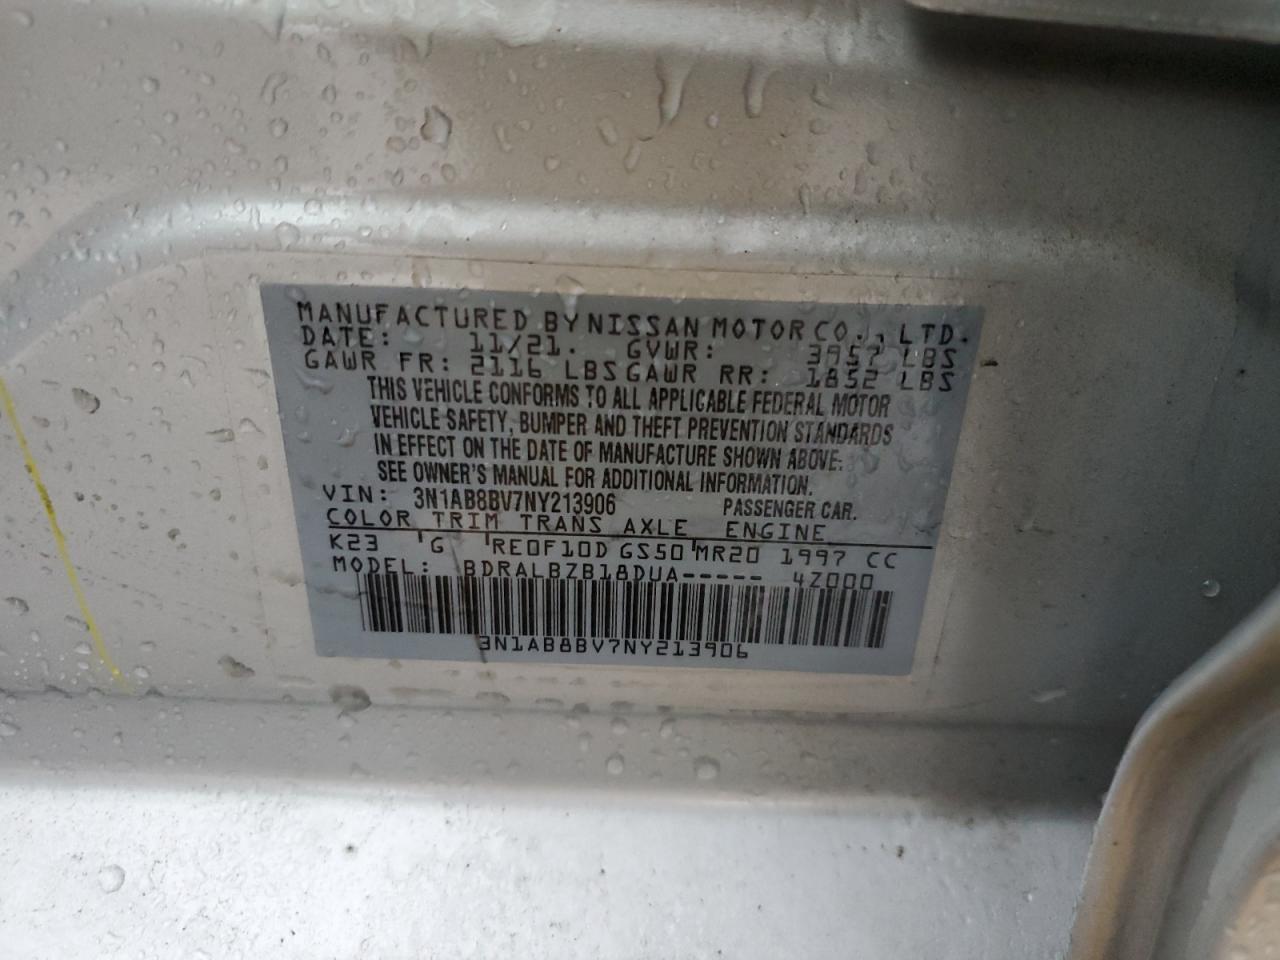 MANUFACTURED BY NISSAN MOTOR CO., LTD.
DATE: 11/21. GVWR: 3957 LBS
GAWR FR: 2116 LBS GAWR RR: 1852 LBS
THIS VEHICLE CONFORMS TO ALL APPLICABLE FEDERAL MOTOR
VEHICLE SAFETY, BUMPER AND THEFT PREVENTION STANDARDS
IN EFFECT ON THE DATE OF MANUFACTURE SHOWN ABOVE.
SEE OWNER'S MANUAL FOR ADDITIONAL INFORMATION.
VIN: 3N1AB8BV7NY213906 PASSENGER CAR.
COLOR TRIM TRANS AXLE ENGINE
K23 G RE0F10D GS50 MR20 1997 CC
MODEL: BDRALBZB18DUA----- 4Z000
3N1AB8BV7NY213906